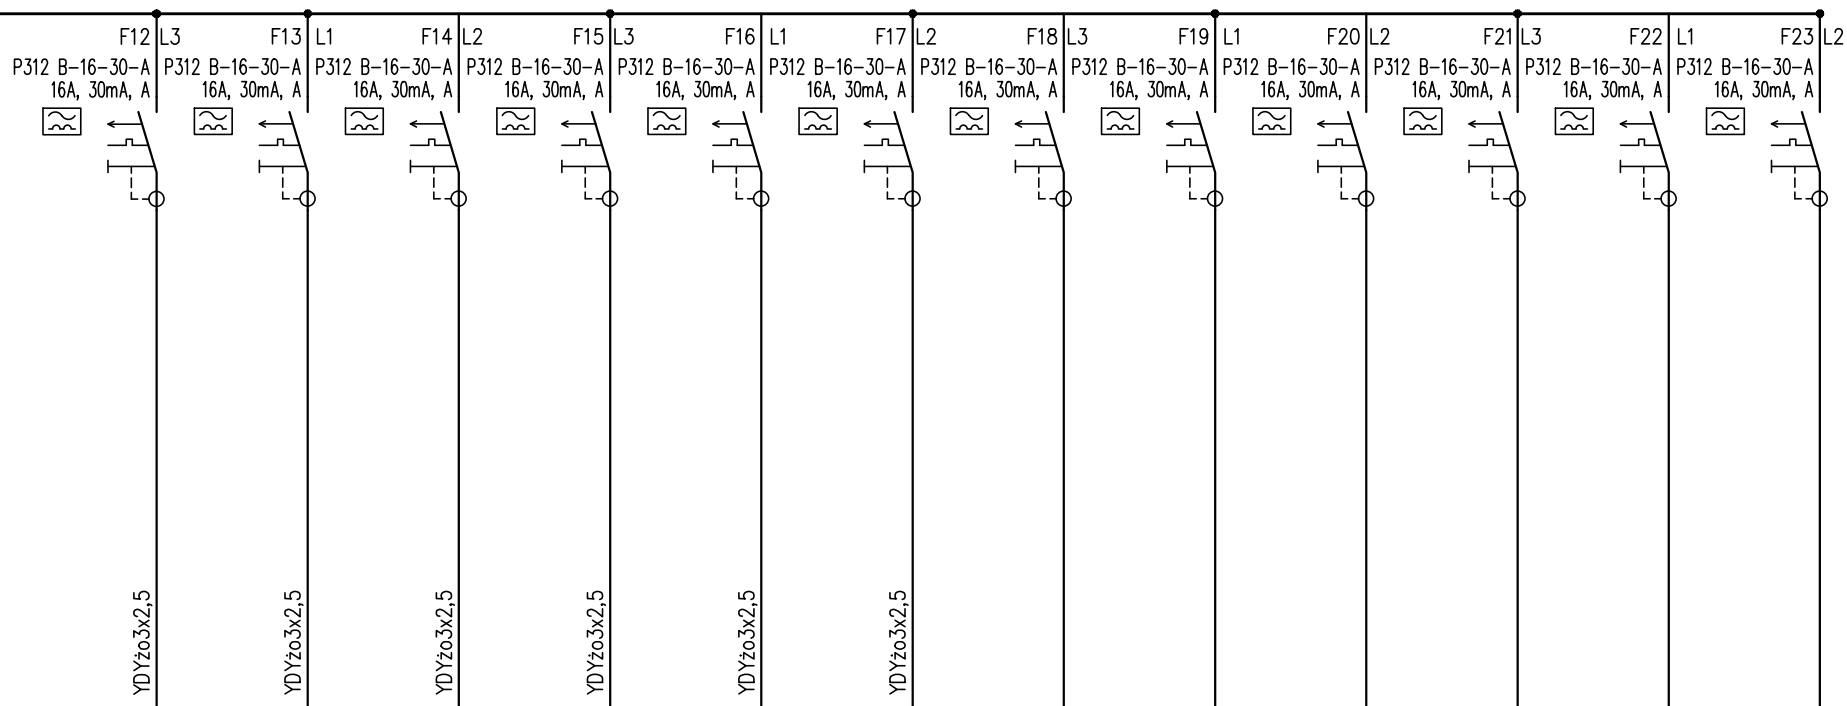 F12 L3 F13 L1 F14 L2 F15 L3 F16 L1 F17 L2 F18 L3 F19 L1 F20 L2 F21 L3 F22 L1 F23 L2
P312 B-16-30-A P312 B-16-30-A P312 B-16-30-A P312 B-16-30-A P312 B-16-30-A P312 B-16-30-A P312 B-16-30-A P312 B-16-30-A P312 B-16-30-A P312 B-16-30-A P312 B-16-30-A P312 B-16-30-A
16A, 30mA, A 16A, 30mA, A 16A, 30mA, A 16A, 30mA, A 16A, 30mA, A 16A, 30mA, A 16A, 30mA, A 16A, 30mA, A 16A, 30mA, A 16A, 30mA, A 16A, 30mA, A 16A, 30mA, A
YDYżo3x2,5
YDYżo3x2,5
YDYżo3x2,5
YDYżo3x2,5
YDYżo3x2,5
YDYżo3x2,5